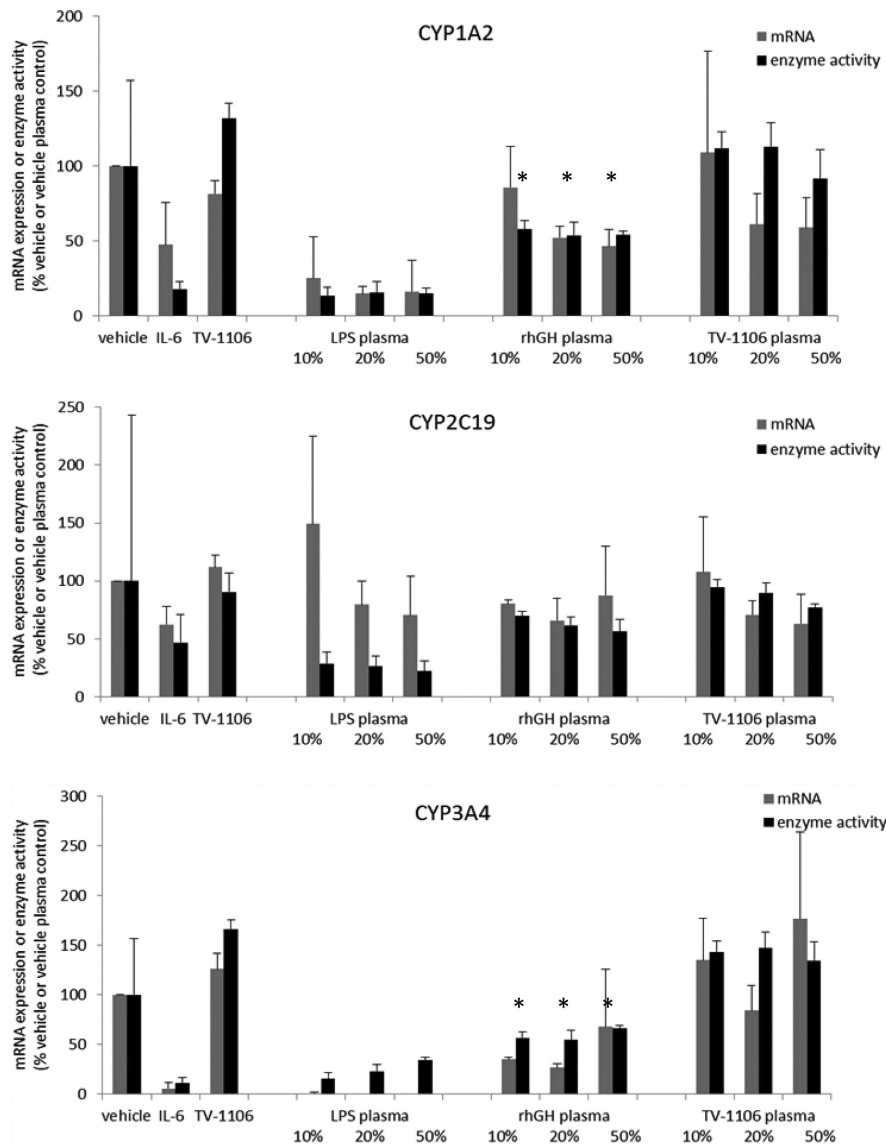 CYP1A2
mRNA
enzyme activity
mRNA expression or enzyme activity
(% vehicle or vehicle plasma control)
200
150
100
50
0
* * *
vehicle IL-6 TV-1106 LPS plasma rhGH plasma TV-1106 plasma
10% 20% 50% 10% 20% 50% 10% 20% 50%
CYP2C19
mRNA
enzyme activity
mRNA expression or enzyme activity
(% vehicle or vehicle plasma control)
250
200
150
100
50
0
vehicle IL-6 TV-1106 LPS plasma rhGH plasma TV-1106 plasma
10% 20% 50% 10% 20% 50% 10% 20% 50%
CYP3A4
mRNA
enzyme activity
mRNA expression or enzyme activity
(% vehicle or vehicle plasma control)
300
250
200
150
100
50
0
* * *
vehicle IL-6 TV-1106 LPS plasma rhGH plasma TV-1106 plasma
10% 20% 50% 10% 20% 50% 10% 20% 50%